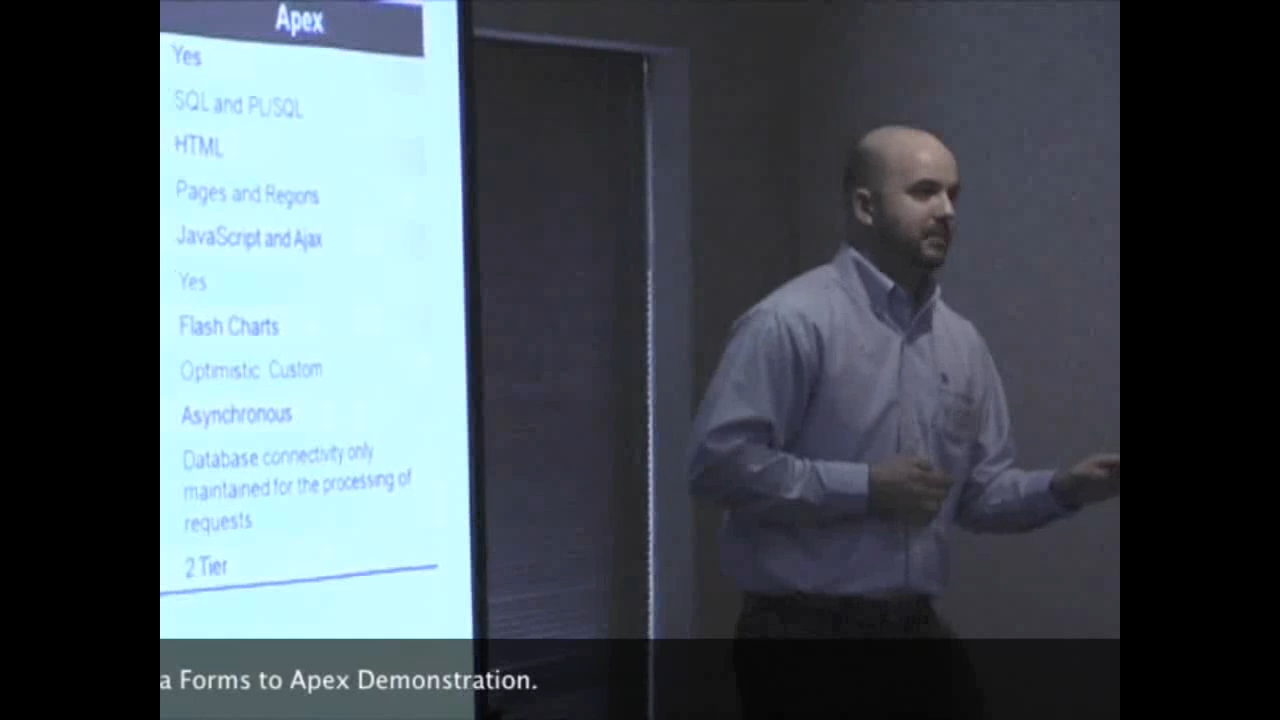 Apex
Yes
SQL and PL/SQL
HTML
Pages and Regions
JavaScript and Ajax
Yes
Flash Charts
Optimistic Custom
Asynchronous
Database connectivity only
maintained for the processing of
requests
2 Tier
a Forms to Apex Demonstration.